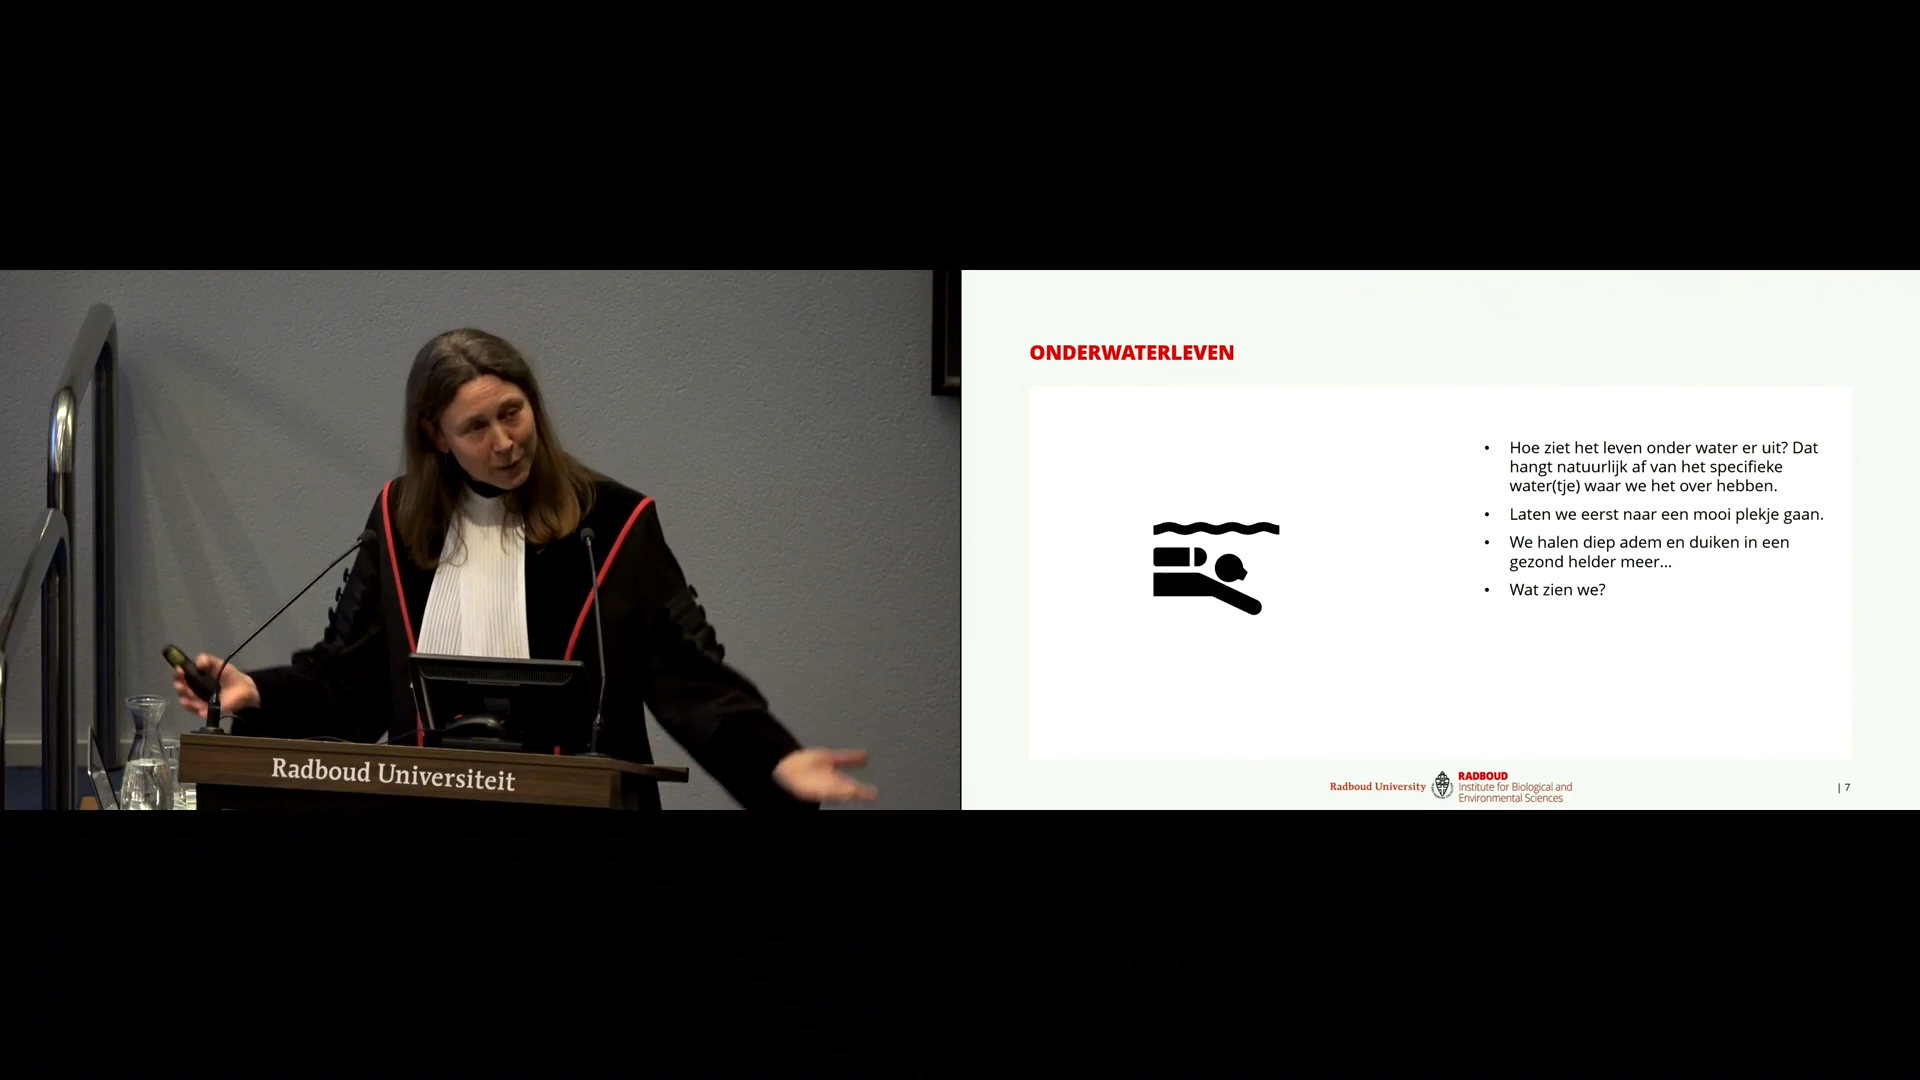 Radboud Universiteit
ONDERWATERLEVEN
• Hoe ziet het leven onder water er uit? Dat
hangt natuurlijk af van het specifieke
water(tje) waar we het over hebben.
• Laten we eerst naar een mooi plekje gaan.
• We halen diep adem en duiken in een
gezond helder meer...
• Wat zien we?
Radboud University
RADBOUD
Institute for Biological and
Environmental Sciences
| 7